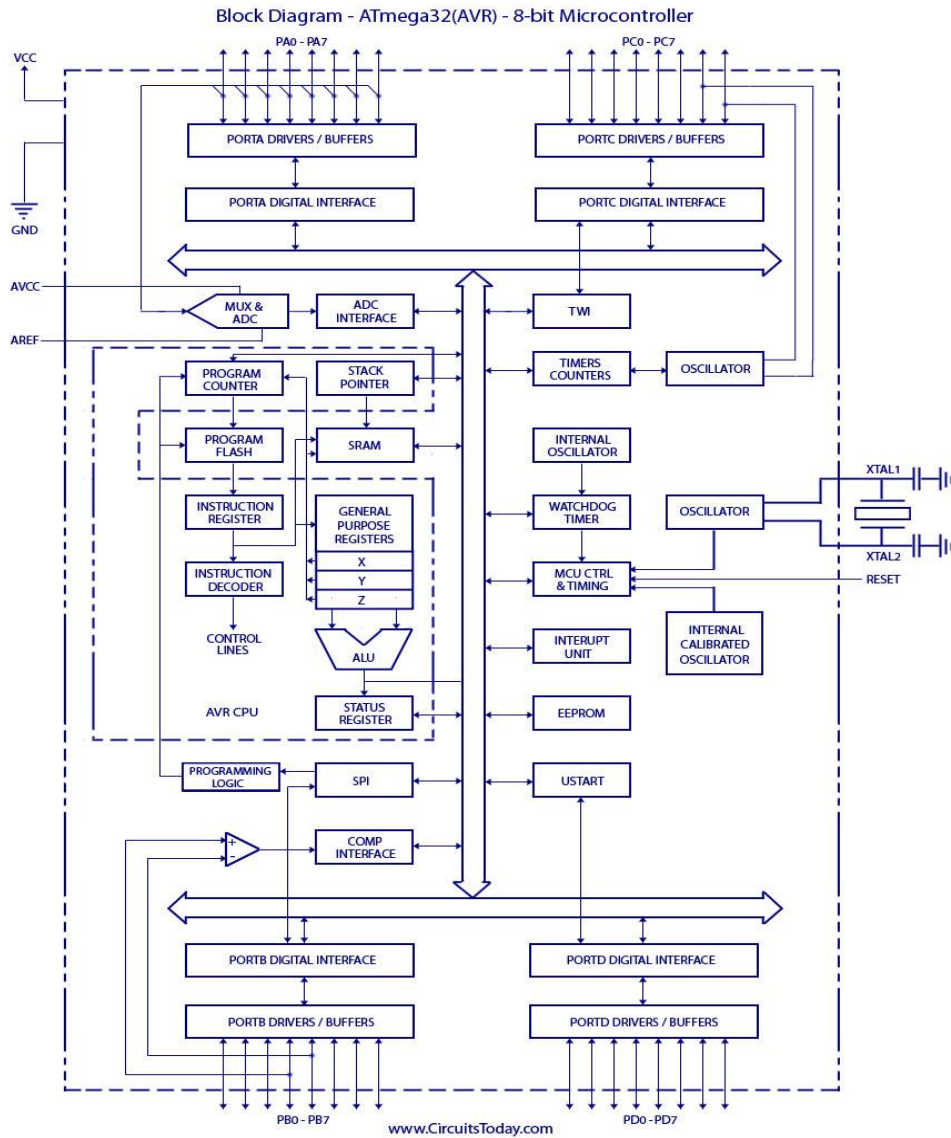 Block Diagram - ATmega32(AVR) - 8-bit Microcontroller
PA0 - PA7
PC0 - PC7
VCC
PORTA DRIVERS / BUFFERS
PORTC DRIVERS / BUFFERS
PORTA DIGITAL INTERFACE
PORTC DIGITAL INTERFACE
GND
AVCC
MUX &
ADC
ADC
INTERFACE
TWI
AREF
PROGRAM
COUNTER
STACK
POINTER
TIMERS
COUNTERS
OSCILLATOR
PROGRAM
FLASH
SRAM
INTERNAL
OSCILLATOR
XTAL1
INSTRUCTION
REGISTER
GENERAL
PURPOSE
REGISTERS
WATCHDOG
TIMER
OSCILLATOR
XTAL2
X
Y
Z
INSTRUCTION
DECODER
MCU CTRL
& TIMING
RESET
CONTROL
LINES
ALU
INTERUPT
UNIT
INTERNAL
CALIBRATED
OSCILLATOR
AVR CPU
STATUS
REGISTER
EEPROM
PROGRAMMING
LOGIC
SPI
USTART
+
-
COMP
INTERFACE
PORTB DIGITAL INTERFACE
PORTD DIGITAL INTERFACE
PORTB DRIVERS / BUFFERS
PORTD DRIVERS / BUFFERS
PB0 - PB7
PD0 - PD7
www.CircuitsToday.com